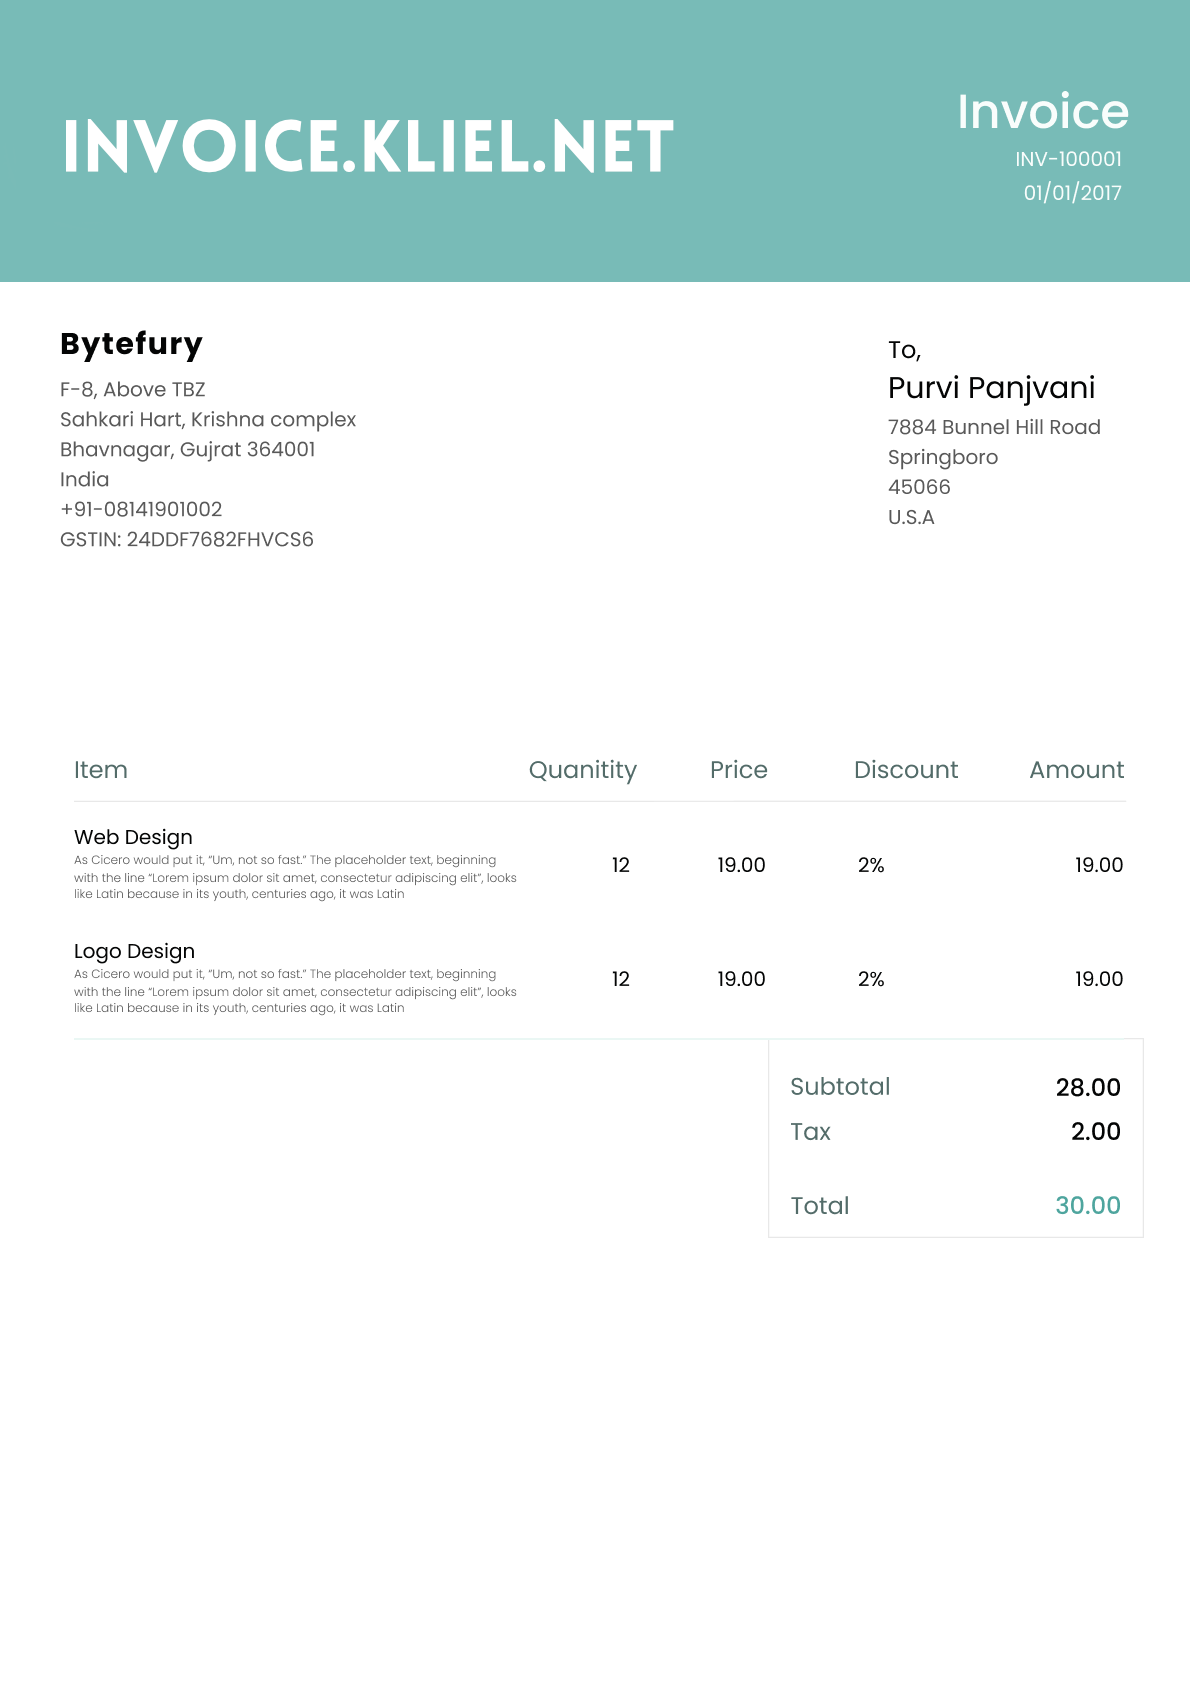 INVOICE.KLIEL.NET
Invoice
INV-100001
01/01/2017
Bytefury
F-8, Above TBZ
Sahkari Hart, Krishna complex
Bhavnagar, Gujrat 364001
India
+91-08141901002
GSTIN: 24DDF7682FHVCS6
To,
Purvi Panjvani
7884 Bunnel Hill Road
Springboro
45066
U.S.A
Item Quanitity Price Discount Amount
Web Design
As Cicero would put it, “Um, not so fast.” The placeholder text, beginning
with the line “Lorem ipsum dolor sit amet, consectetur adipiscing elit”, looks
like Latin because in its youth, centuries ago, it was Latin
12 19.00 2% 19.00
Logo Design
As Cicero would put it, “Um, not so fast.” The placeholder text, beginning
with the line “Lorem ipsum dolor sit amet, consectetur adipiscing elit”, looks
like Latin because in its youth, centuries ago, it was Latin
12 19.00 2% 19.00
Subtotal 28.00
Tax 2.00
Total 30.00